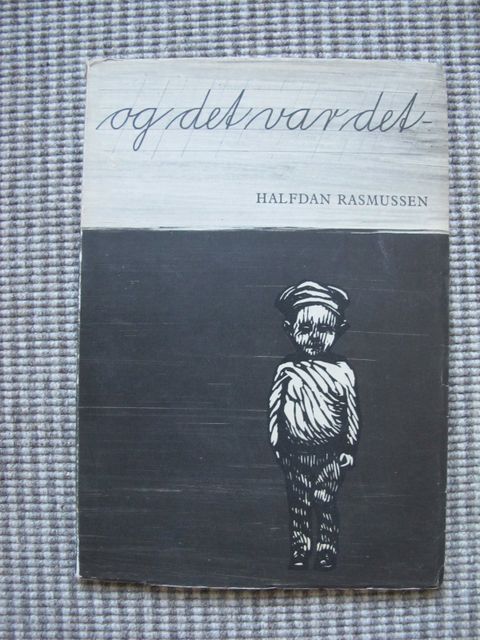 og det var det-
HALFDAN RASMUSSEN